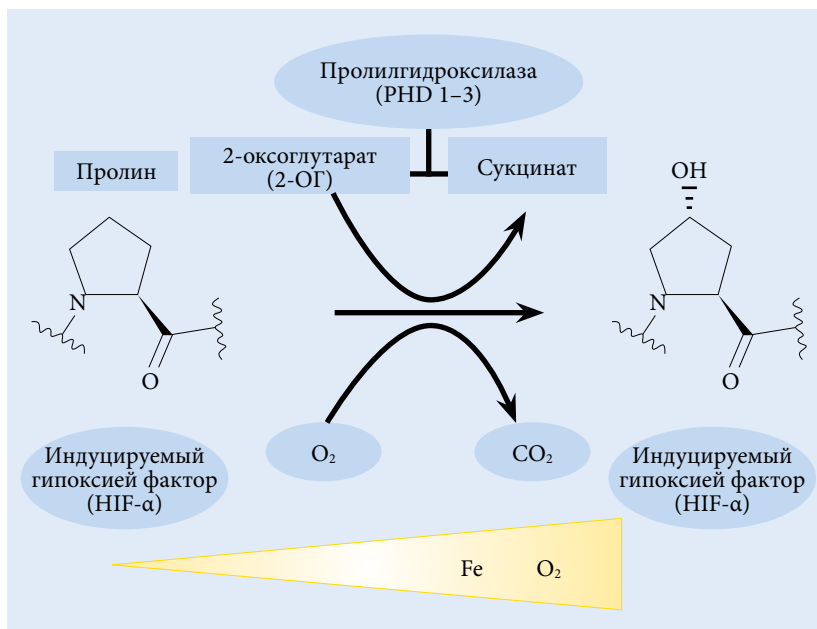 Пролилгидроксилаза
(PHD 1–3)
2-оксоглутарат
(2-ОГ)
Сукцинат
Пролин
OH
N
O
N
O
O₂
CO₂
Индуцируемый
гипоксией фактор
(HIF-α)
Индуцируемый
гипоксией фактор
(HIF-α)
Fe
O₂